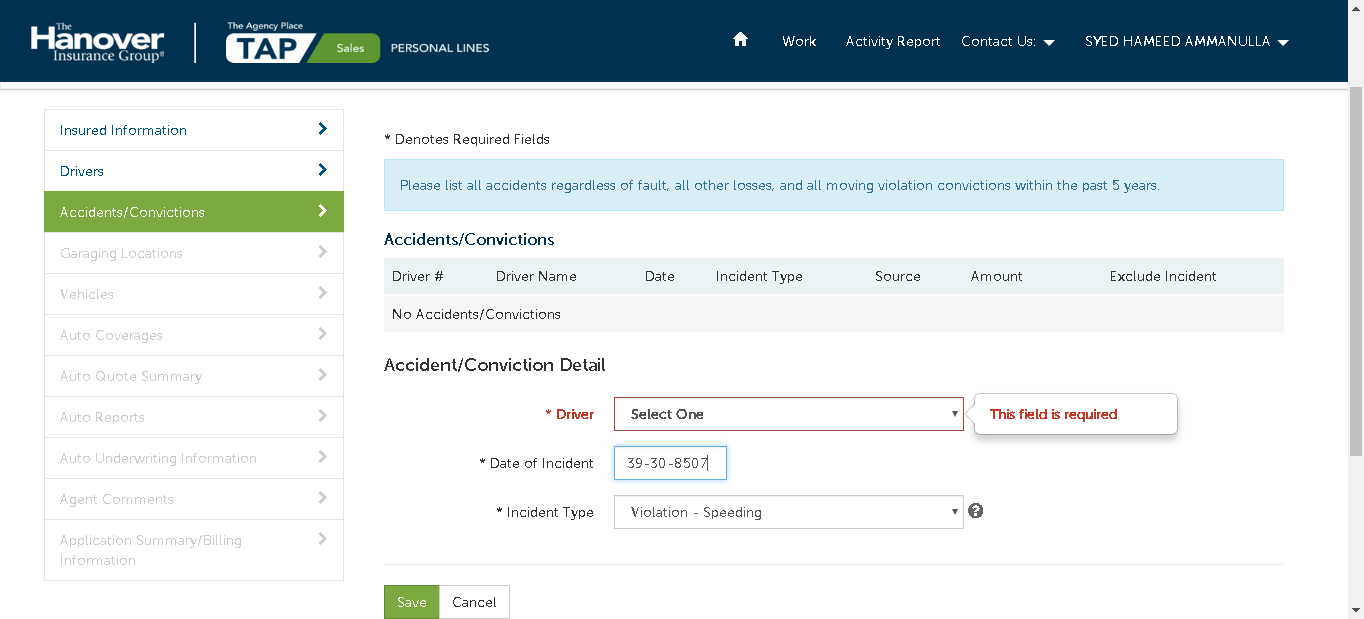 The
Hanover
Insurance Group®
The Agency Place
TAP Sales PERSONAL LINES
Work Activity Report Contact Us: SYED HAMEED AMMANULLA
Insured Information
Drivers
Accidents/Convictions
Garaging Locations
Vehicles
Auto Coverages
Auto Quote Summary
Auto Reports
Auto Underwriting Information
Agent Comments
Application Summary/Billing
Information
* Denotes Required Fields
Please list all accidents regardless of fault, all other losses, and all moving violation convictions within the past 5 years.
Accidents/Convictions
Driver # Driver Name Date Incident Type Source Amount Exclude Incident
No Accidents/Convictions
Accident/Conviction Detail
* Driver Select One This field is required
* Date of Incident 39-30-8507
* Incident Type Violation - Speeding ?
Save Cancel